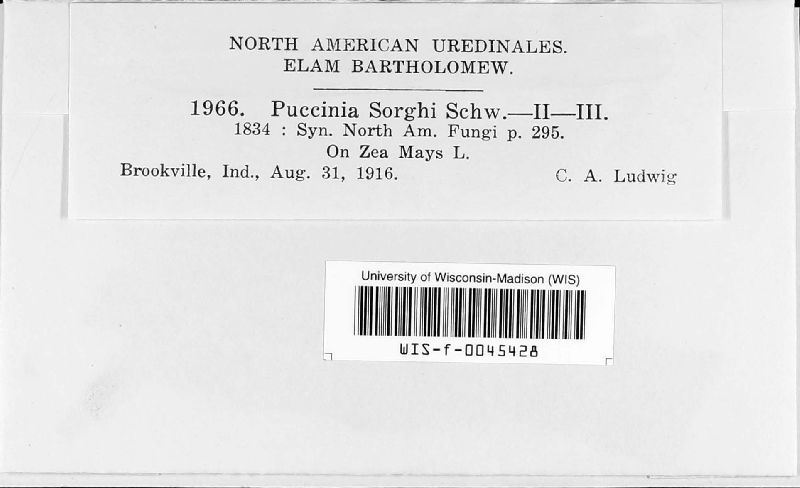 NORTH AMERICAN UREDINALES.
ELAM BARTHOLOMEW.
1966. Puccinia Sorghi Schw.—II—III.
1834 : Syn. North Am. Fungi p. 295.
On Zea Mays L.
Brookville, Ind., Aug. 31, 1916. C. A. Ludwig
University of Wisconsin-Madison (WIS)
WIS-f-0045428